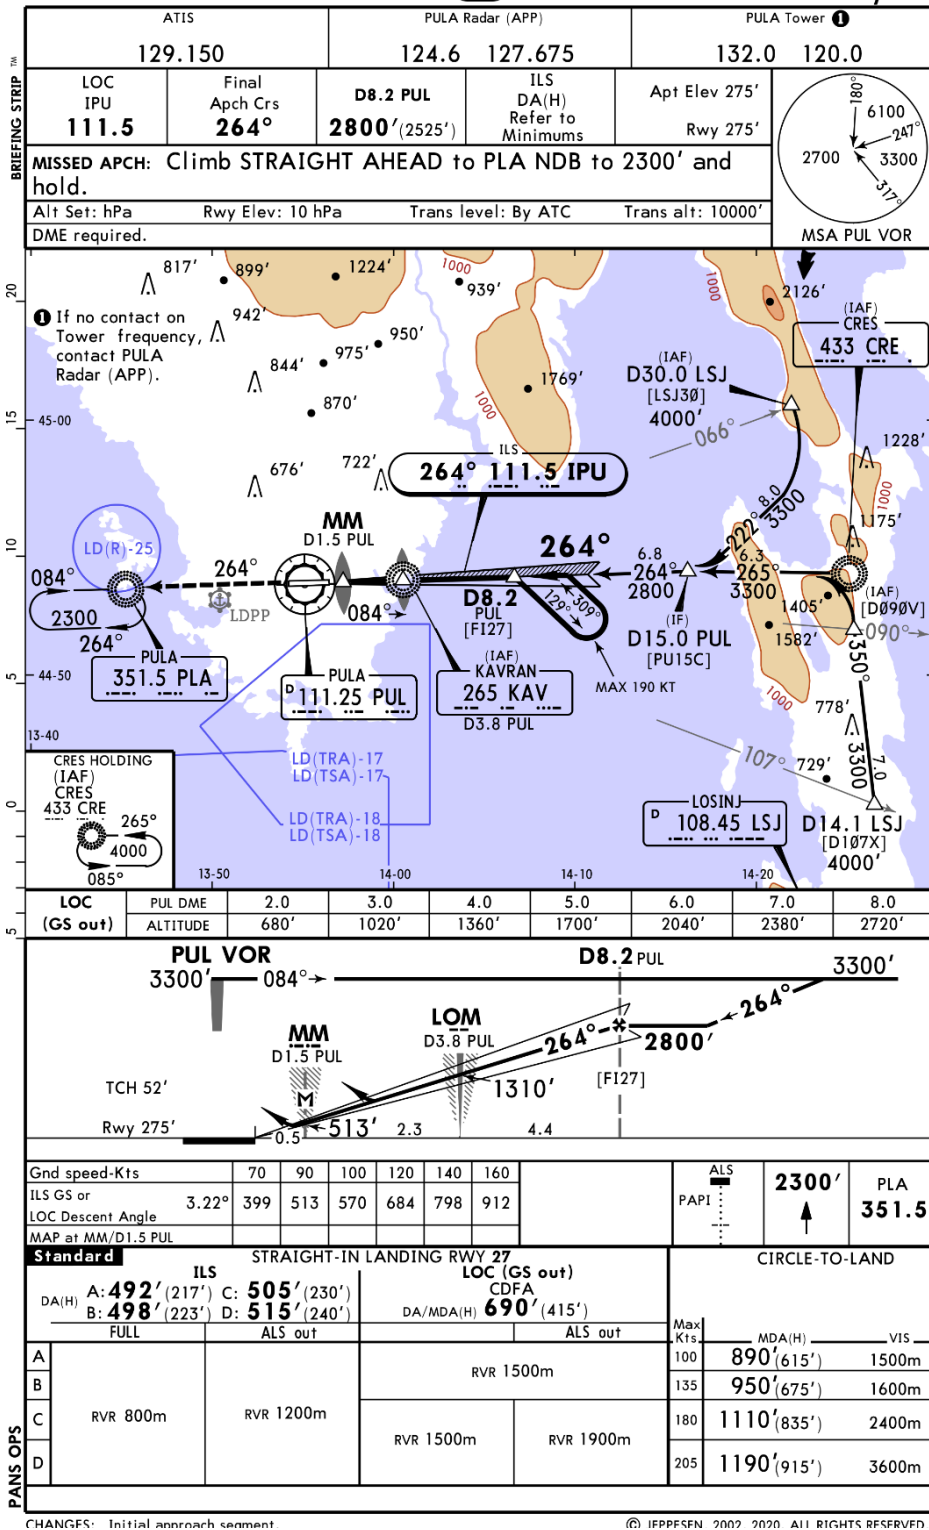 ATIS
129.150
PULA Radar (APP)
124.6 127.675
PULA Tower ❶
132.0 120.0
BRIEFING STRIP TM
LOC
IPU
111.5
Final
Apch Crs
264°
D8.2 PUL
2800'(2525')
ILS
DA(H)
Refer to
Minimums
Apt Elev 275'
Rwy 275'
MISSED APCH: Climb STRAIGHT AHEAD to PLA NDB to 2300' and
hold.
Alt Set: hPa Rwy Elev: 10 hPa Trans level: By ATC Trans alt: 10000'
DME required.
180°
6100
247°
2700
3300
317°
MSA PUL VOR
817'
899'
1224'
1000
939'
1000
2126'
942'
950'
975'
844'
870'
1769'
1000
676'
722'
❶ If no contact on
Tower frequency,
contact PULA
Radar (APP).
(IAF)
CRES
433 CRE
(IAF)
D30.0 LSJ
[LSJ3Ø]
4000'
066°
1228'
1000
1175'
20
15
45-00
10
5
44-50
13-40
0
5
ILS
264° 111.5 IPU
MM
D1.5 PUL
LD(R)-25
264°
084°
2300
264°
LDPP
084°
264°
D8.2
PUL
[FI27]
129°
309°
MAX 190 KT
6.8
264°
2800
(IF)
D15.0 PUL
[PU15C]
222°
8.0
3300
6.3
265°
3300
1405'
1582'
1000
(IAF)
[DØ90V]
090°
350°
7.0
3300
778'
729'
107°
D14.1 LSJ
[D1Ø7X]
4000'
PULA
351.5 PLA
PULA
D 111.25 PUL
(IAF)
KAVRAN
265 KAV
D3.8 PUL
LOSINJ
D 108.45 LSJ
LD(TRA)-17
LD(TSA)-17
LD(TRA)-18
LD(TSA)-18
CRES HOLDING
(IAF)
CRES
433 CRE
265°
4000
085°
13-50
14-00
14-10
14-20
LOC
(GS out)
PUL DME 2.0 3.0 4.0 5.0 6.0 7.0 8.0
ALTITUDE 680' 1020' 1360' 1700' 2040' 2380' 2720'
PUL VOR
3300'
084°
D8.2 PUL
3300'
264°
MM
D1.5 PUL
LOM
D3.8 PUL
264°
2800'
[FI27]
TCH 52'
M
1310'
Rwy 275'
0.5
513'
2.3
4.4
Gnd speed-Kts 70 90 100 120 140 160
ILS GS or
LOC Descent Angle 3.22° 399 513 570 684 798 912
MAP at MM/D1.5 PUL
ALS
PAPI
2300'
PLA
351.5
Standard STRAIGHT-IN LANDING RWY 27
CIRCLE-TO-LAND
ILS
DA(H)
A: 492'(217') C: 505'(230')
B: 498'(223') D: 515'(240')
LOC (GS out)
CDFA
DA/MDA(H) 690'(415')
FULL
ALS out
ALS out
Max
Kts
MDA(H)
VIS
A
B
C
D
RVR 800m
RVR 1200m
RVR 1500m
RVR 1500m
RVR 1900m
100 890'(615') 1500m
135 950'(675') 1600m
180 1110'(835') 2400m
205 1190'(915') 3600m
PANS OPS
CHANGES: Initial approach segment.
© JEPPESEN, 2002, 2020. ALL RIGHTS RESERVED.